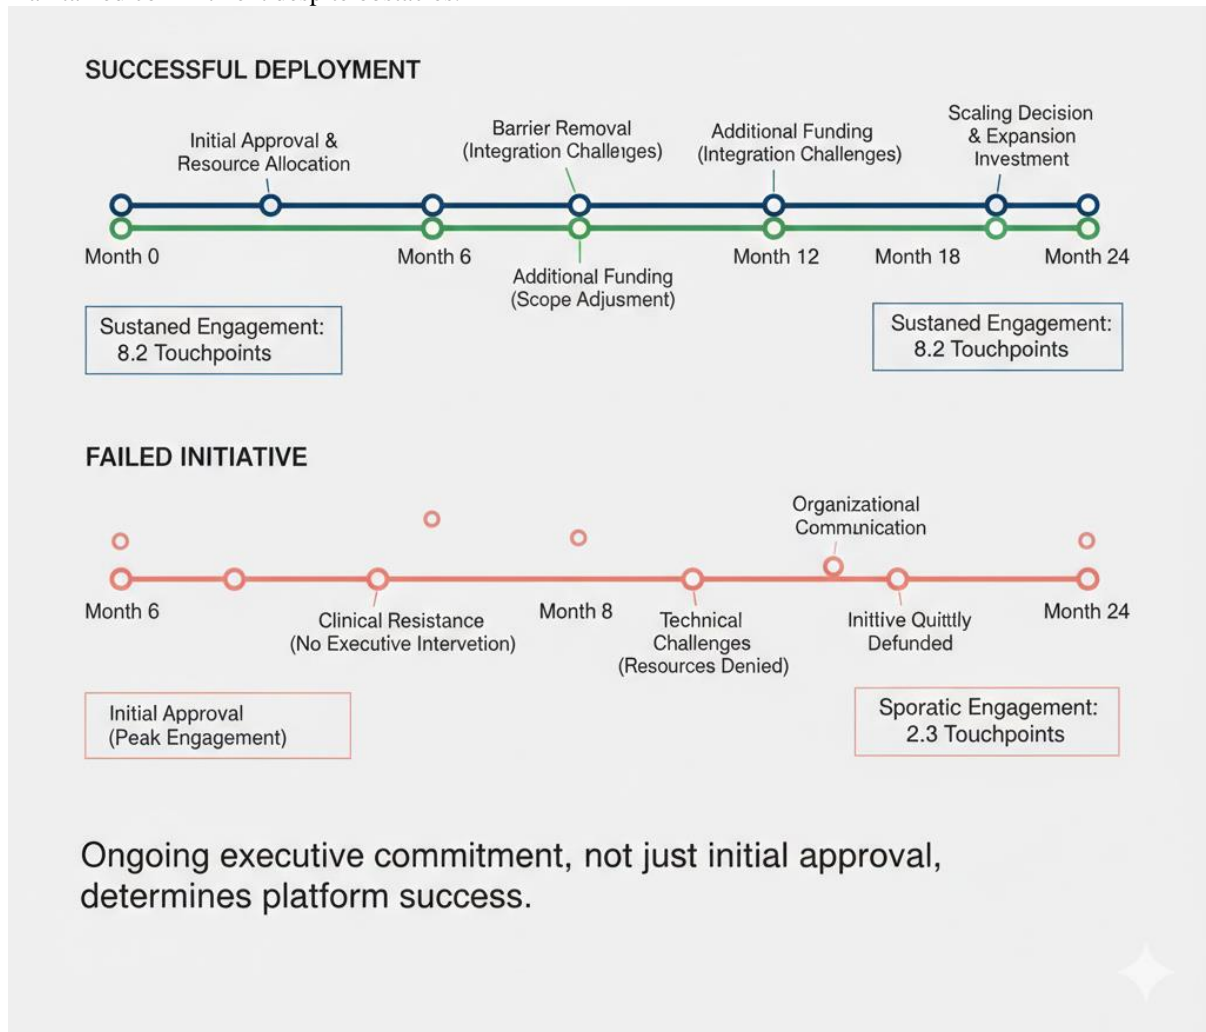 SUCCESSFUL DEPLOYMENT
Initial Approval &
Resource Allocation
Barrier Removal
(Integration Challeıges)
Additional Funding
(Integration Challenges)
Scaling Decision
& Expansion
Investment
Month 0
Month 6
Month 12
Month 18
Month 24
Additional Funding
(Scope Adjusment)
Sustaned Engagement:
8.2 Touchpoints
Sustaned Engagement:
8.2 Touchpoints
FAILED INITIATIVE
Organizational
Commuıication
Month 6
Clinical Resistance
(No Executive Intervetion)
Month 8
Technical
Challenges
(Resources Denied)
Inittive Quittly
Defunded
Month 24
Initial Approval
(Peak Engagement)
Sporatic Engagement:
2.3 Touchpoints
Ongoing executive commitment, not just initial approval,
determines platform success.